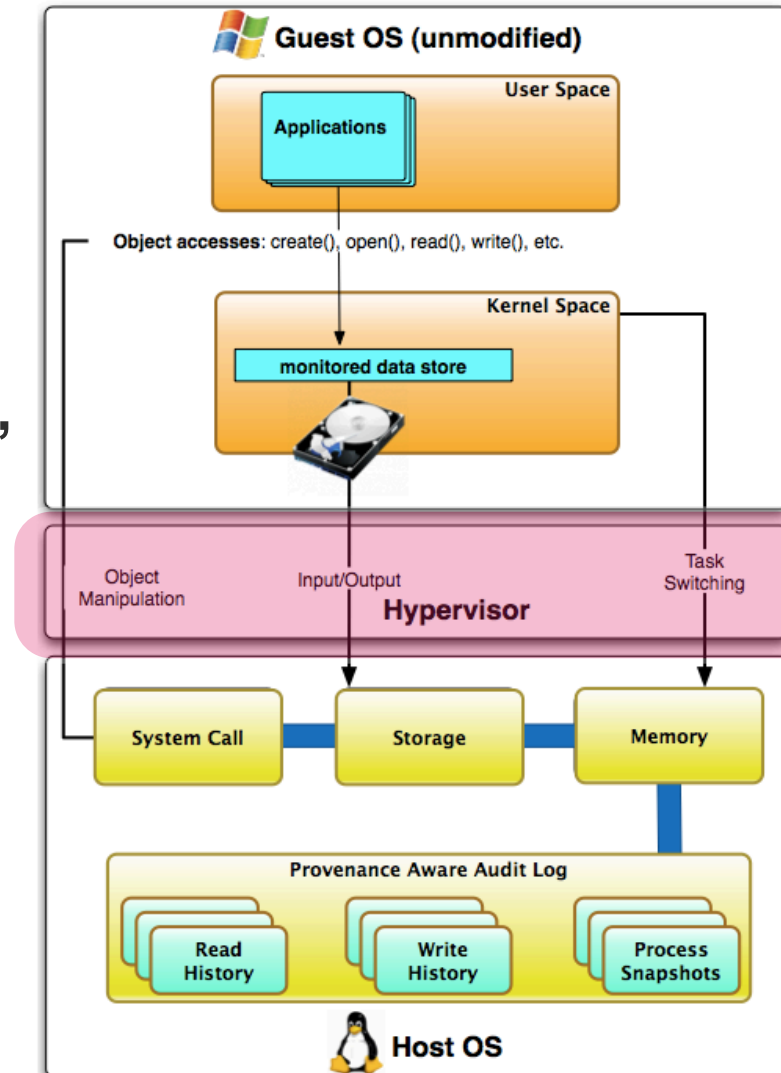 Guest OS (unmodified)
User Space
Applications
Object accesses: create(), open(), read(), write(), etc.
Kernel Space
monitored data store
,
Object
Manipulation
Input/Output
Task
Switching
Hypervisor
System Call
Storage
Memory
Provenance Aware Audit Log
Read
History
Write
History
Process
Snapshots
Host OS